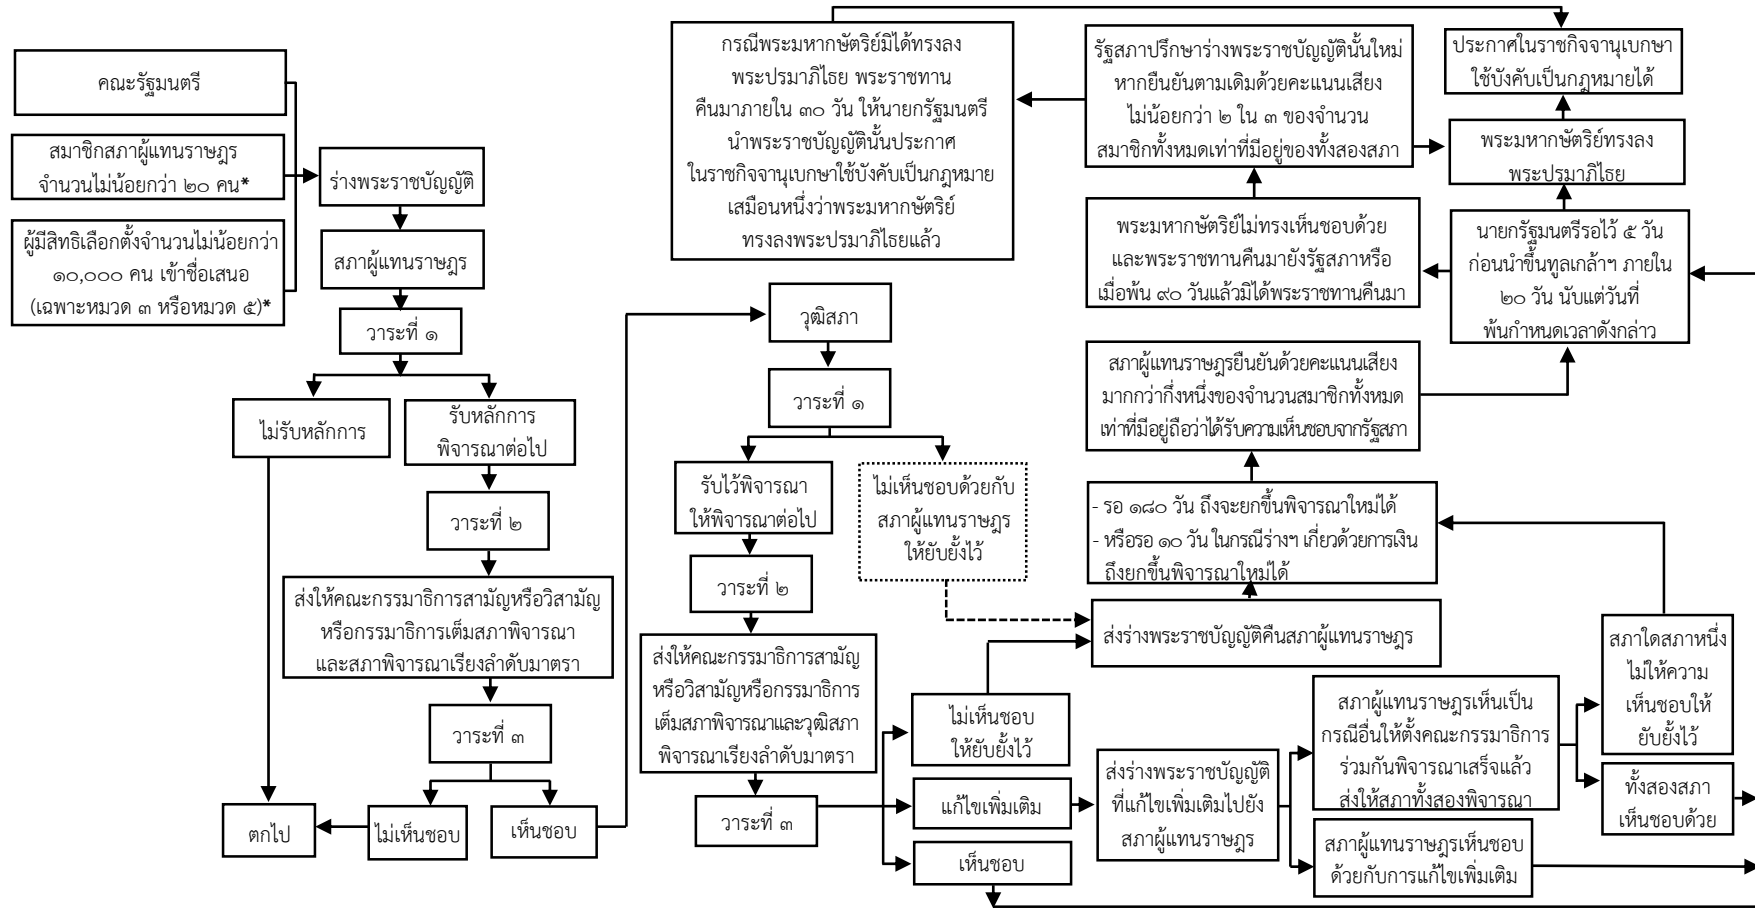 คณะรัฐมนตรี
สมาชิกสภาผู้แทนราษฎร
จำนวนไม่น้อยกว่า ๒๐ คน*
ผู้มีสิทธิเลือกตั้งจำนวนไม่น้อยกว่า
๑๐,๐๐๐ คน เข้าชื่อเสนอ
(เฉพาะหมวด ๓ หรือหมวด ๕)*
ร่างพระราชบัญญัติ
สภาผู้แทนราษฎร
วาระที่ ๑
ไม่รับหลักการ
รับหลักการ
พิจารณาต่อไป
วาระที่ ๒
ส่งให้คณะกรรมาธิการสามัญหรือวิสามัญ
หรือกรรมาธิการเต็มสภาพิจารณา
และสภาพิจารณาเรียงลำดับมาตรา
วาระที่ ๓
ตกไป
ไม่เห็นชอบ
เห็นชอบ
วุฒิสภา
วาระที่ ๑
รับไว้พิจารณา
ให้พิจารณาต่อไป
ไม่เห็นชอบด้วยกับ
สภาผู้แทนราษฎร
ให้ยับยั้งไว้
วาระที่ ๒
ส่งให้คณะกรรมาธิการสามัญ
หรือวิสามัญหรือกรรมาธิการ
เต็มสภาพิจารณาและวุฒิสภา
พิจารณาเรียงลำดับมาตรา
วาระที่ ๓
ไม่เห็นชอบ
ให้ยับยั้งไว้
แก้ไขเพิ่มเติม
เห็นชอบ
ส่งร่างพระราชบัญญัติ
ที่แก้ไขเพิ่มเติมไปยัง
สภาผู้แทนราษฎร
สภาผู้แทนราษฎรเห็นเป็น
กรณีอื่นให้ตั้งคณะกรรมาธิการ
ร่วมกันพิจารณาเสร็จแล้ว
ส่งให้สภาทั้งสองพิจารณา
สภาผู้แทนราษฎรเห็นชอบ
ด้วยกับการแก้ไขเพิ่มเติม
สภาใดสภาหนึ่ง
ไม่ให้ความ
เห็นชอบให้
ยับยั้งไว้
ทั้งสองสภา
เห็นชอบด้วย
ส่งร่างพระราชบัญญัติคืนสภาผู้แทนราษฎร
- รอ ๑๘๐ วัน ถึงจะยกขึ้นพิจารณาใหม่ได้
- หรือรอ ๑๐ วัน ในกรณีร่างฯ เกี่ยวด้วยการเงิน
ถึงยกขึ้นพิจารณาใหม่ได้
สภาผู้แทนราษฎรยืนยันด้วยคะแนนเสียง
มากกว่ากึ่งหนึ่งของจำนวนสมาชิกทั้งหมด
เท่าที่มีอยู่ถือว่าได้รับความเห็นชอบจากรัฐสภา
นายกรัฐมนตรีรอไว้ ๕ วัน
ก่อนนำขึ้นทูลเกล้าฯ ภายใน
๒๐ วัน นับแต่วันที่
พ้นกำหนดเวลาดังกล่าว
พระมหากษัตริย์ไม่ทรงเห็นชอบด้วย
และพระราชทานคืนมายังรัฐสภาหรือ
เมื่อพ้น ๙๐ วันแล้วมิได้พระราชทานคืนมา
พระมหากษัตริย์ทรงลง
พระปรมาภิไธย
รัฐสภาปรึกษาร่างพระราชบัญญัตินั้นใหม่
หากยืนยันตามเดิมด้วยคะแนนเสียง
ไม่น้อยกว่า ๒ ใน ๓ ของจำนวน
สมาชิกทั้งหมดเท่าที่มีอยู่ของทั้งสองสภา
กรณีพระมหากษัตริย์มิได้ทรงลง
พระปรมาภิไธย พระราชทาน
คืนมาภายใน ๓๐ วัน ให้นายกรัฐมนตรี
นำพระราชบัญญัตินั้นประกาศ
ในราชกิจจานุเบกษาใช้บังคับเป็นกฎหมาย
เสมือนหนึ่งว่าพระมหากษัตริย์
ทรงลงพระปรมาภิไธยแล้ว
ประกาศในราชกิจจานุเบกษา
ใช้บังคับเป็นกฎหมายได้